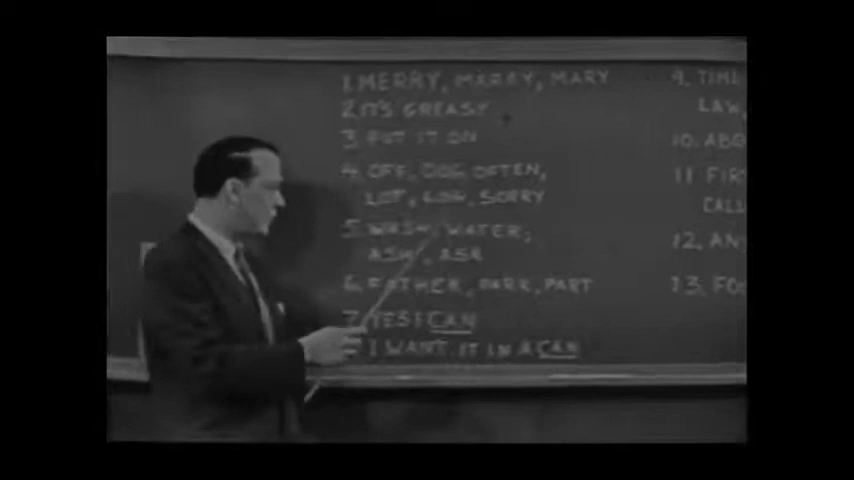 1. MERRY, MARRY, MARY
2. IT'S GREASY
3. PUT IT ON
4. OFF, DOG, OFTEN,
LOT, LOG, SORRY
5. WASH, WATER,
ASH, ASK
6. FATHER, PARK, PART
7. YES I CAN
I WANT IT IN A CAN
9. TIM
LAW,
10. ABO
11 FIR
CALL
12. AN
13. FO